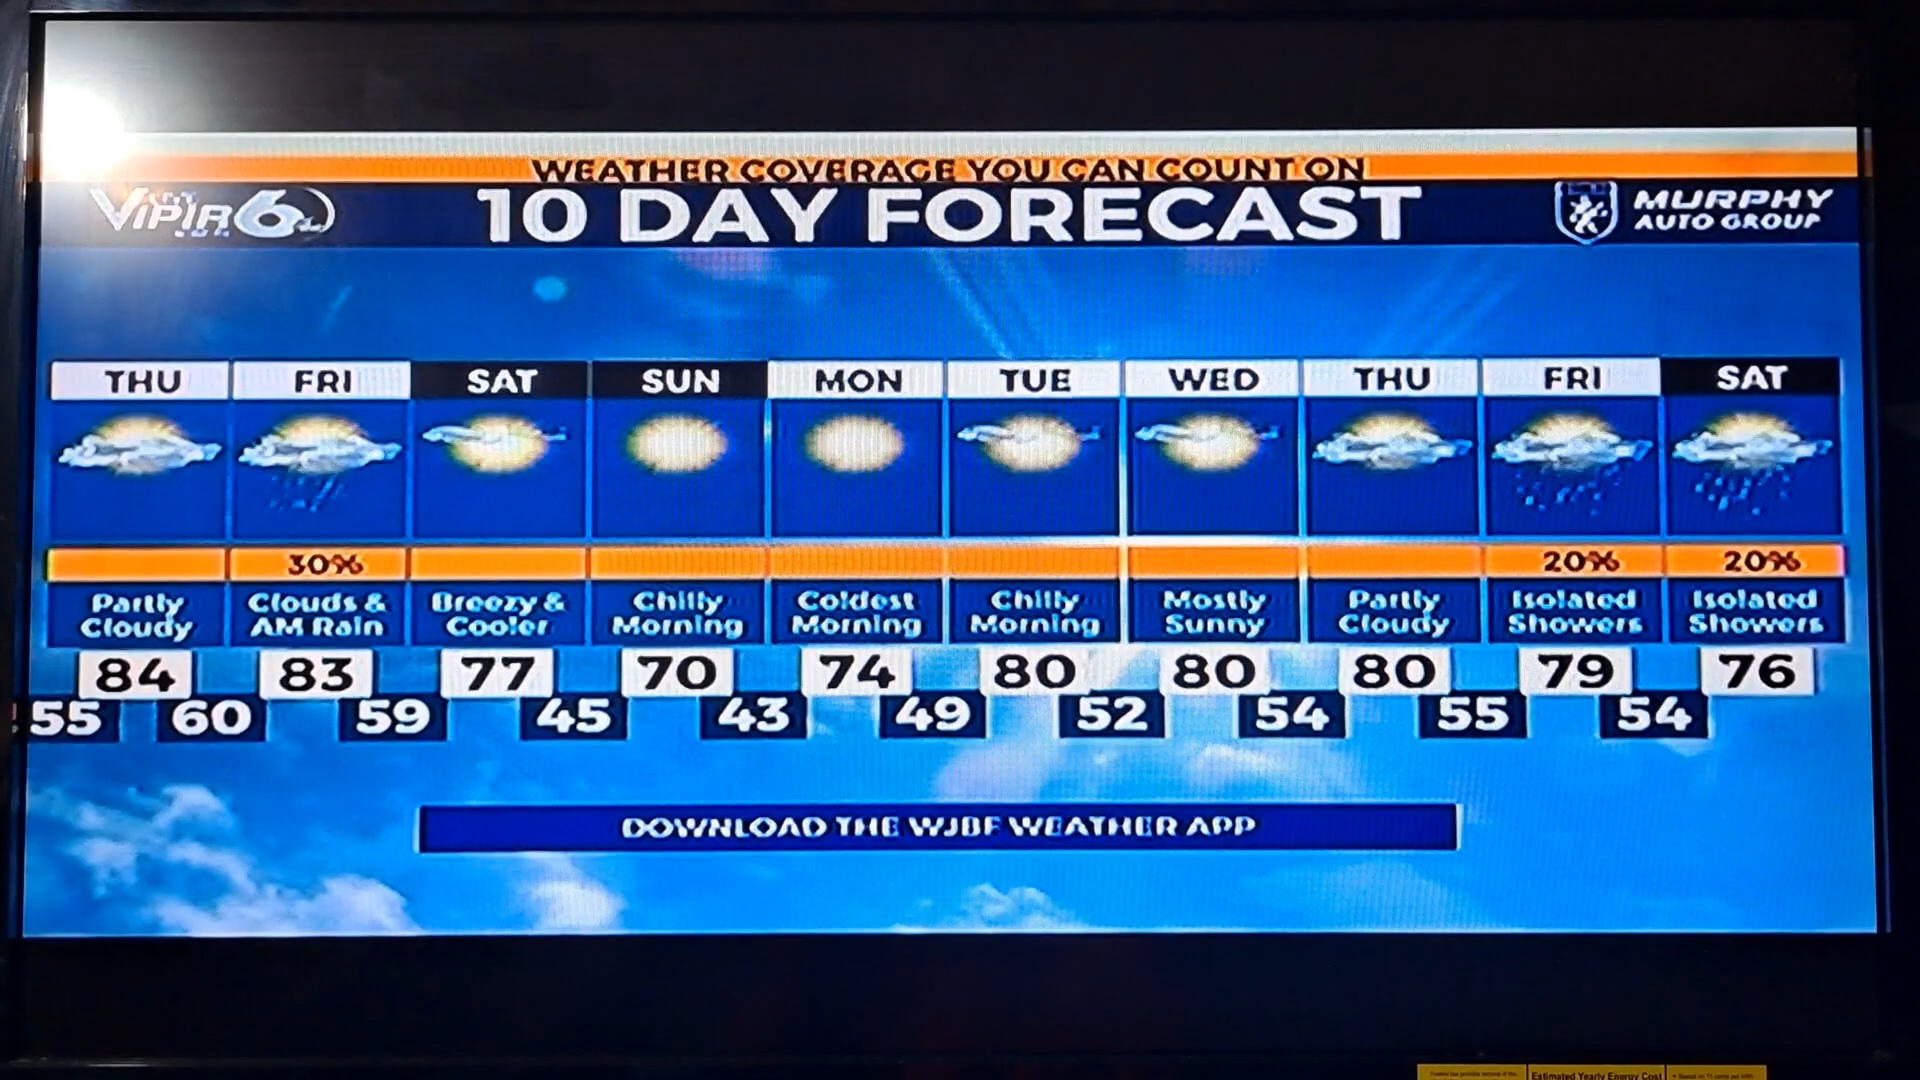 WEATHER COVERAGE YOU CAN COUNT ON
VIPIR 6
10 DAY FORECAST
MURPHY
AUTO GROUP
THU FRI SAT SUN MON TUE WED THU FRI SAT
30% 20% 20%
Partly Clouds & Breezy & Chilly Coldest Chilly Mostly Partly Isolated Isolated
Cloudy AM Rain Cooler Morning Morning Morning Sunny Cloudy Showers Showers
84 83 77 70 74 80 80 80 79 76
55 60 59 45 43 49 52 54 55 54
DOWNLOAD THE WJBF WEATHER APP
Estimated Yearly Energy Cost